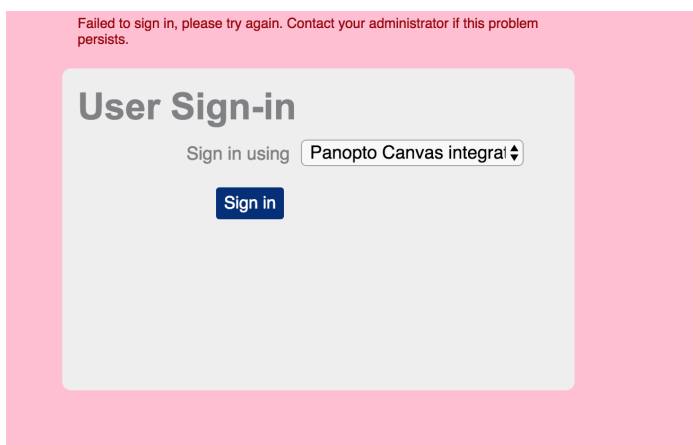 Failed to sign in, please try again. Contact your administrator if this problem
persists.
User Sign-in
Sign in using Panopto Canvas integrat
Sign in